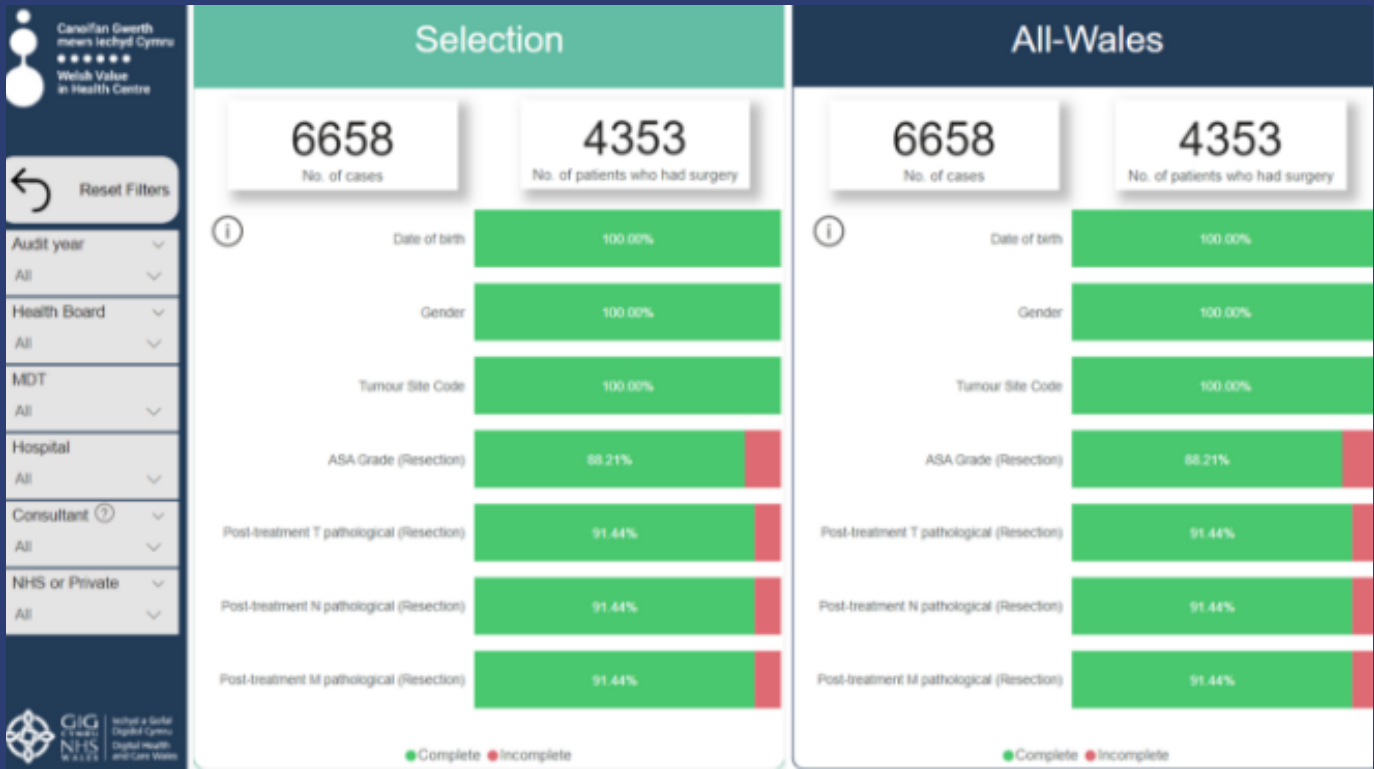 Canolfan Gwerth
mewn Iechyd Cymru
Welsh Value
in Health Centre
Reset Filters
Audit year
All
Health Board
All
MDT
All
Hospital
All
Consultant ?
All
NHS or Private
All
GIG
CYMRU
NHS
WALES
Iechyd a Gofal
Digidol Cymru
Digital Health
and Care Wales
Selection
6658
No. of cases
4353
No. of patients who had surgery
i
Date of birth
100.00%
Gender
100.00%
Tumour Site Code
100.00%
ASA Grade (Resection)
88.21%
Post-treatment T pathological (Resection)
91.44%
Post-treatment N pathological (Resection)
91.44%
Post-treatment M pathological (Resection)
91.44%
Complete Incomplete
All-Wales
6658
No. of cases
4353
No. of patients who had surgery
i
Date of birth
100.00%
Gender
100.00%
Tumour Site Code
100.00%
ASA Grade (Resection)
88.21%
Post-treatment T pathological (Resection)
91.44%
Post-treatment N pathological (Resection)
91.44%
Post-treatment M pathological (Resection)
91.44%
Complete Incomplete